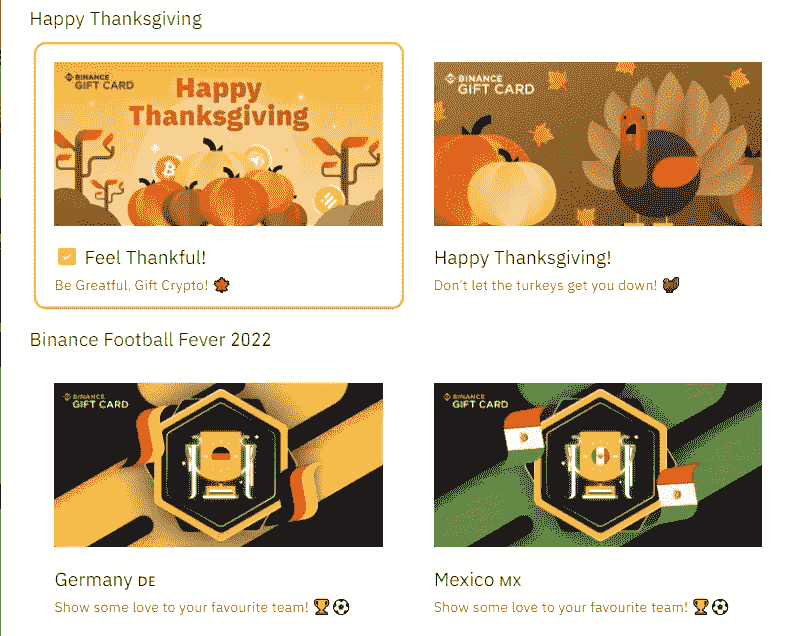 Happy Thanksgiving
BINANCE
GIFT CARD
Happy
Thanksgiving
BINANCE
GIFT CARD
Feel Thankful!
Be Greatful, Gift Crypto!
Happy Thanksgiving!
Don't let the turkeys get you down!
Binance Football Fever 2022
BINANCE
GIFT CARD
BINANCE
GIFT CARD
Germany DE
Show some love to your favourite team!
Mexico MX
Show some love to your favourite team!